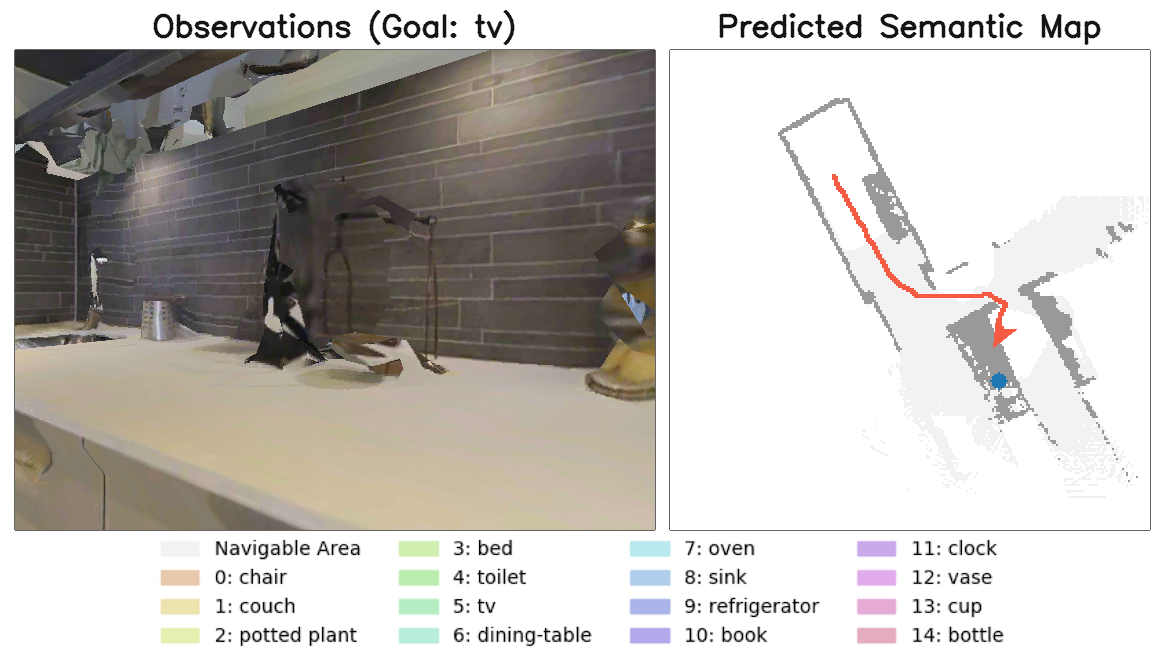 Observations (Goal: tv)
Predicted Semantic Map
Navigable Area
0: chair
1: couch
2: potted plant
3: bed
4: toilet
5: tv
6: dining-table
7: oven
8: sink
9: refrigerator
10: book
11: clock
12: vase
13: cup
14: bottle